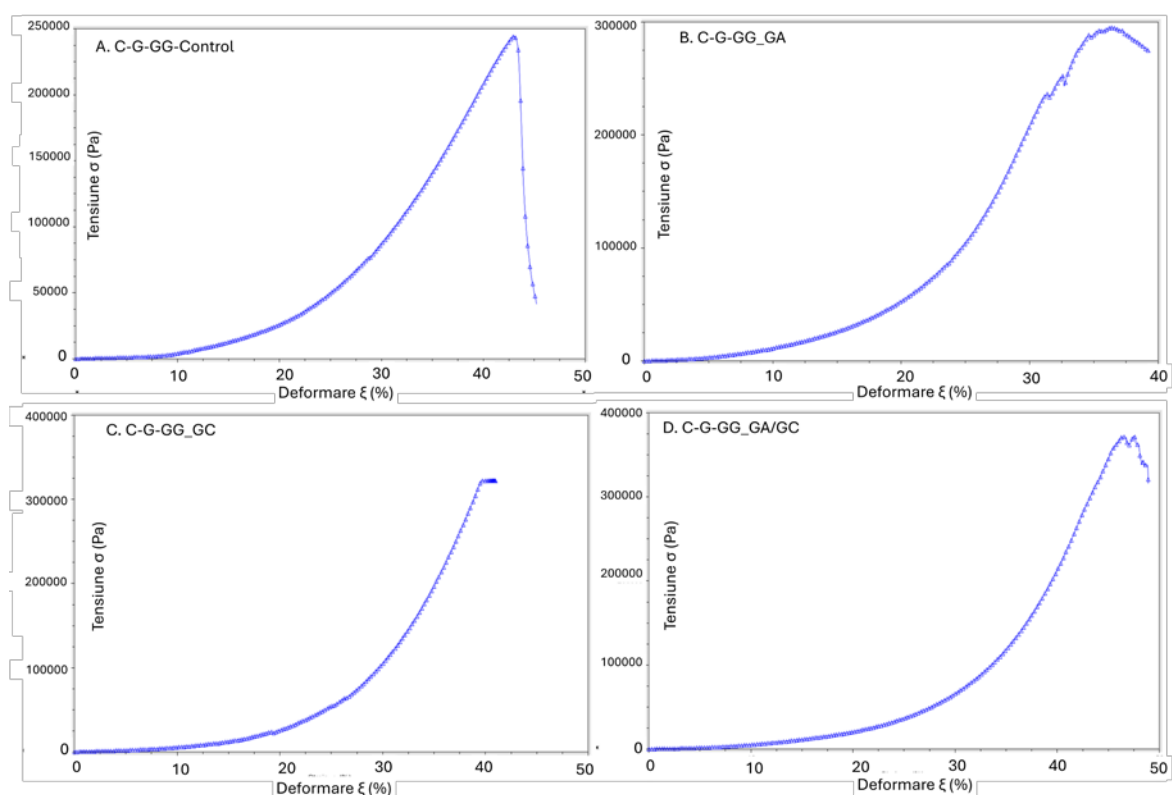 A. C-G-GG-Control
250000
200000
150000
100000
50000
0
Tensiune σ (Pa)
0 10 20 30 40 50
Deformare ξ (%)
B. C-G-GG_GA
300000
300000
100000
0
Tensiune σ (Pa)
0 10 20 30 40
Deformare ξ (%)
C. C-G-GG_GC
400000
300000
200000
100000
0
Tensiune σ (Pa)
0 10 20 30 40 50
Deformare ξ (%)
D. C-G-GG_GA/GC
400000
300000
200000
100000
0
Tensiune σ (Pa)
0 10 20 30 40 50
Deformare ξ (%)